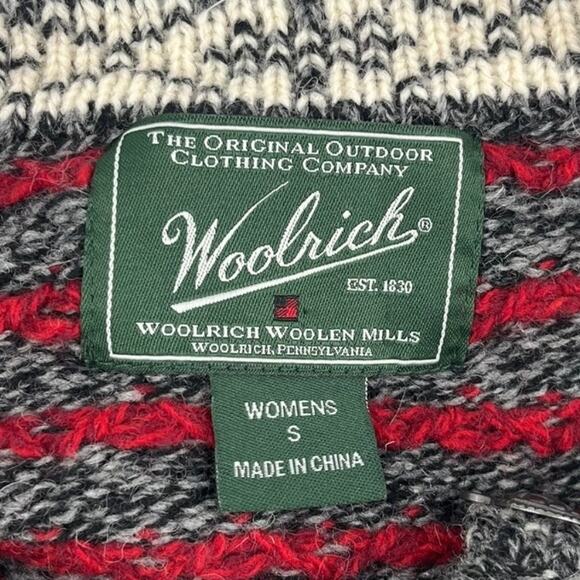 THE ORIGINAL OUTDOOR
CLOTHING COMPANY
Woolrich®
EST. 1830
WOOLRICH WOOLEN MILLS
WOOLRICH, PENNSYLVANIA
WOMENS
S
MADE IN CHINA